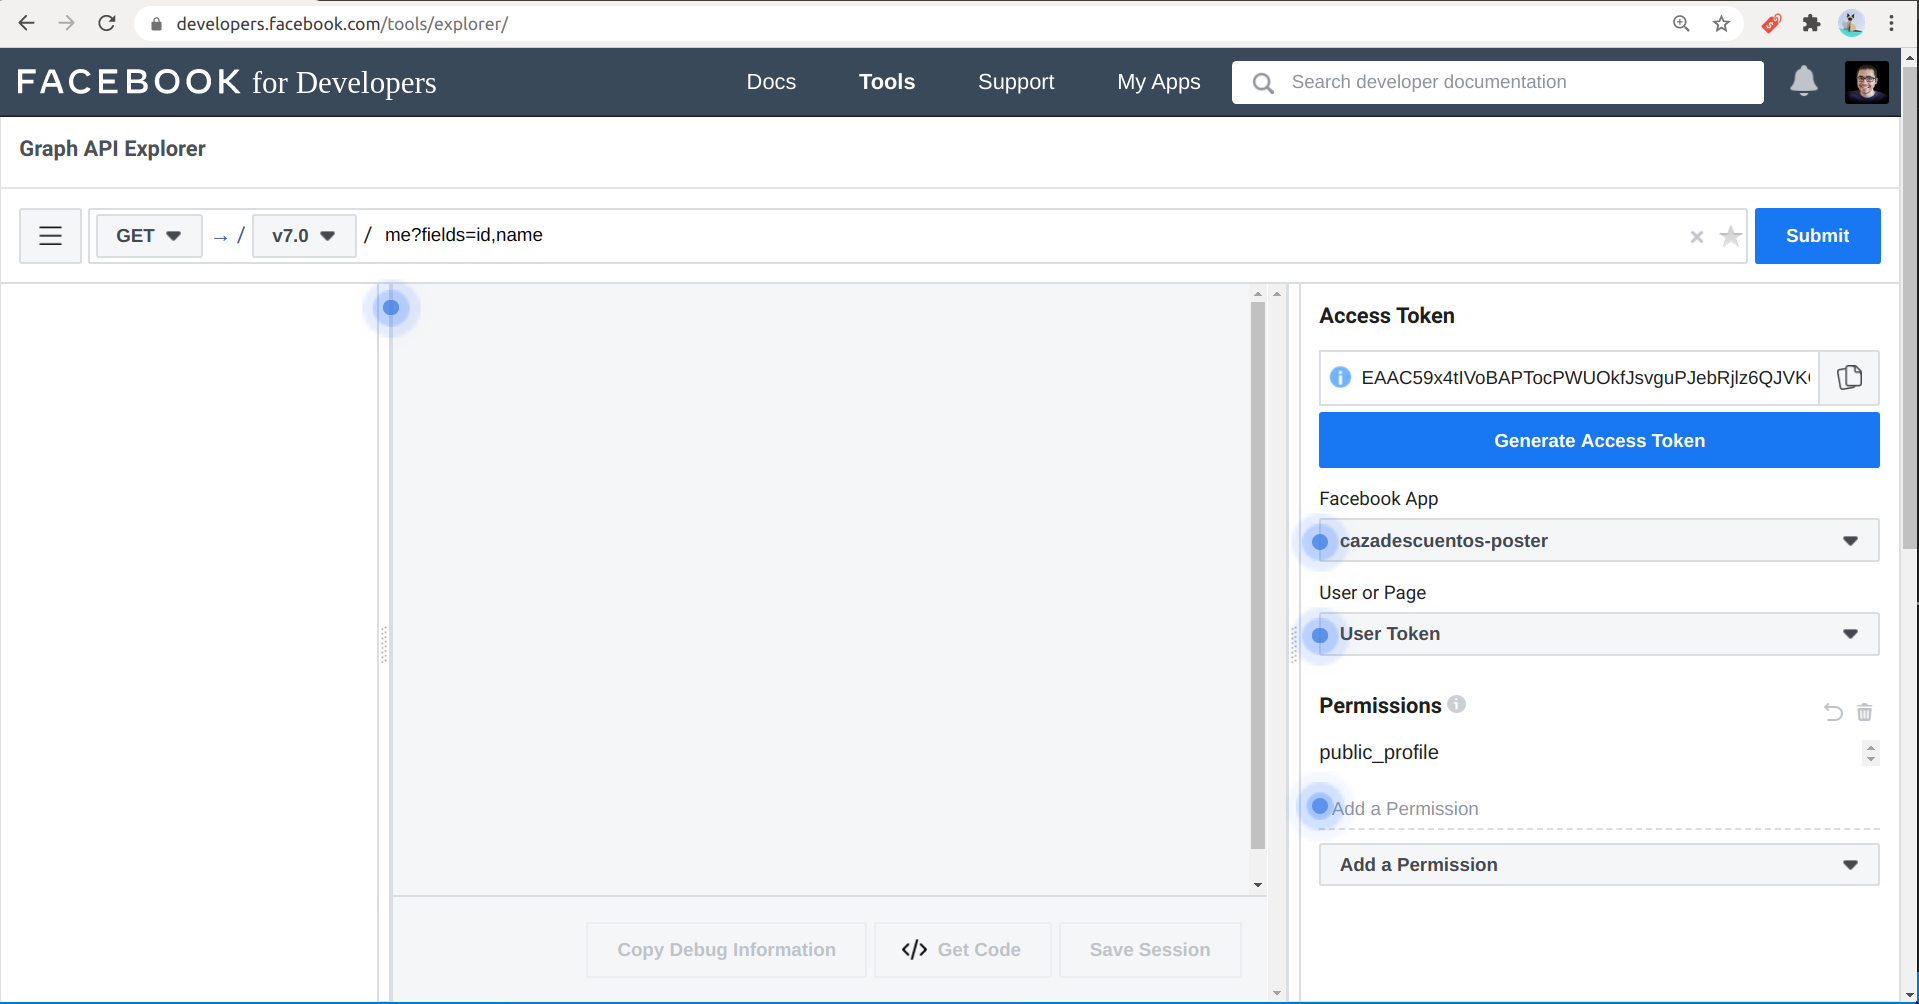 developers.facebook.com/tools/explorer/
FACEBOOK for Developers
Docs
Tools
Support
My Apps
Search developer documentation
Graph API Explorer
GET
→ /
v7.0
/ me?fields=id,name
Submit
Access Token
EAAC59x4tIVoBAPTocPWUOkfJsvguPJebRjlz6QJVK
Generate Access Token
Facebook App
cazadescuentos-poster
User or Page
User Token
Permissions
public_profile
Add a Permission
Add a Permission
Copy Debug Information
</> Get Code
Save Session